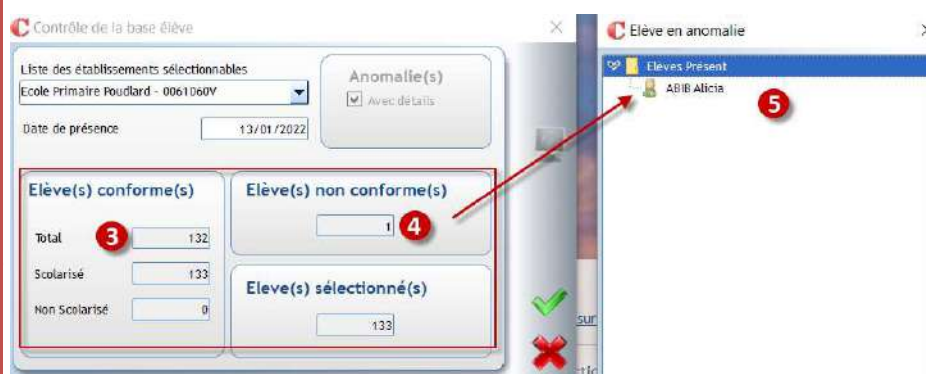 Contrôle de la base élève
Liste des établissements sélectionnables
Ecole Primaire Poudlard - 0061060V
Date de présence 13/01/2022
Anomalie(s)
Avec détails
Elève(s) conforme(s)
Total 3 132
Scolarisé 133
Non Scolarisé 0
Elève(s) non conforme(s)
1 4
Eleve(s) sélectionné(s)
133
sur
Elève en anomalie
Elèves Présent
ABIB Alicia
5